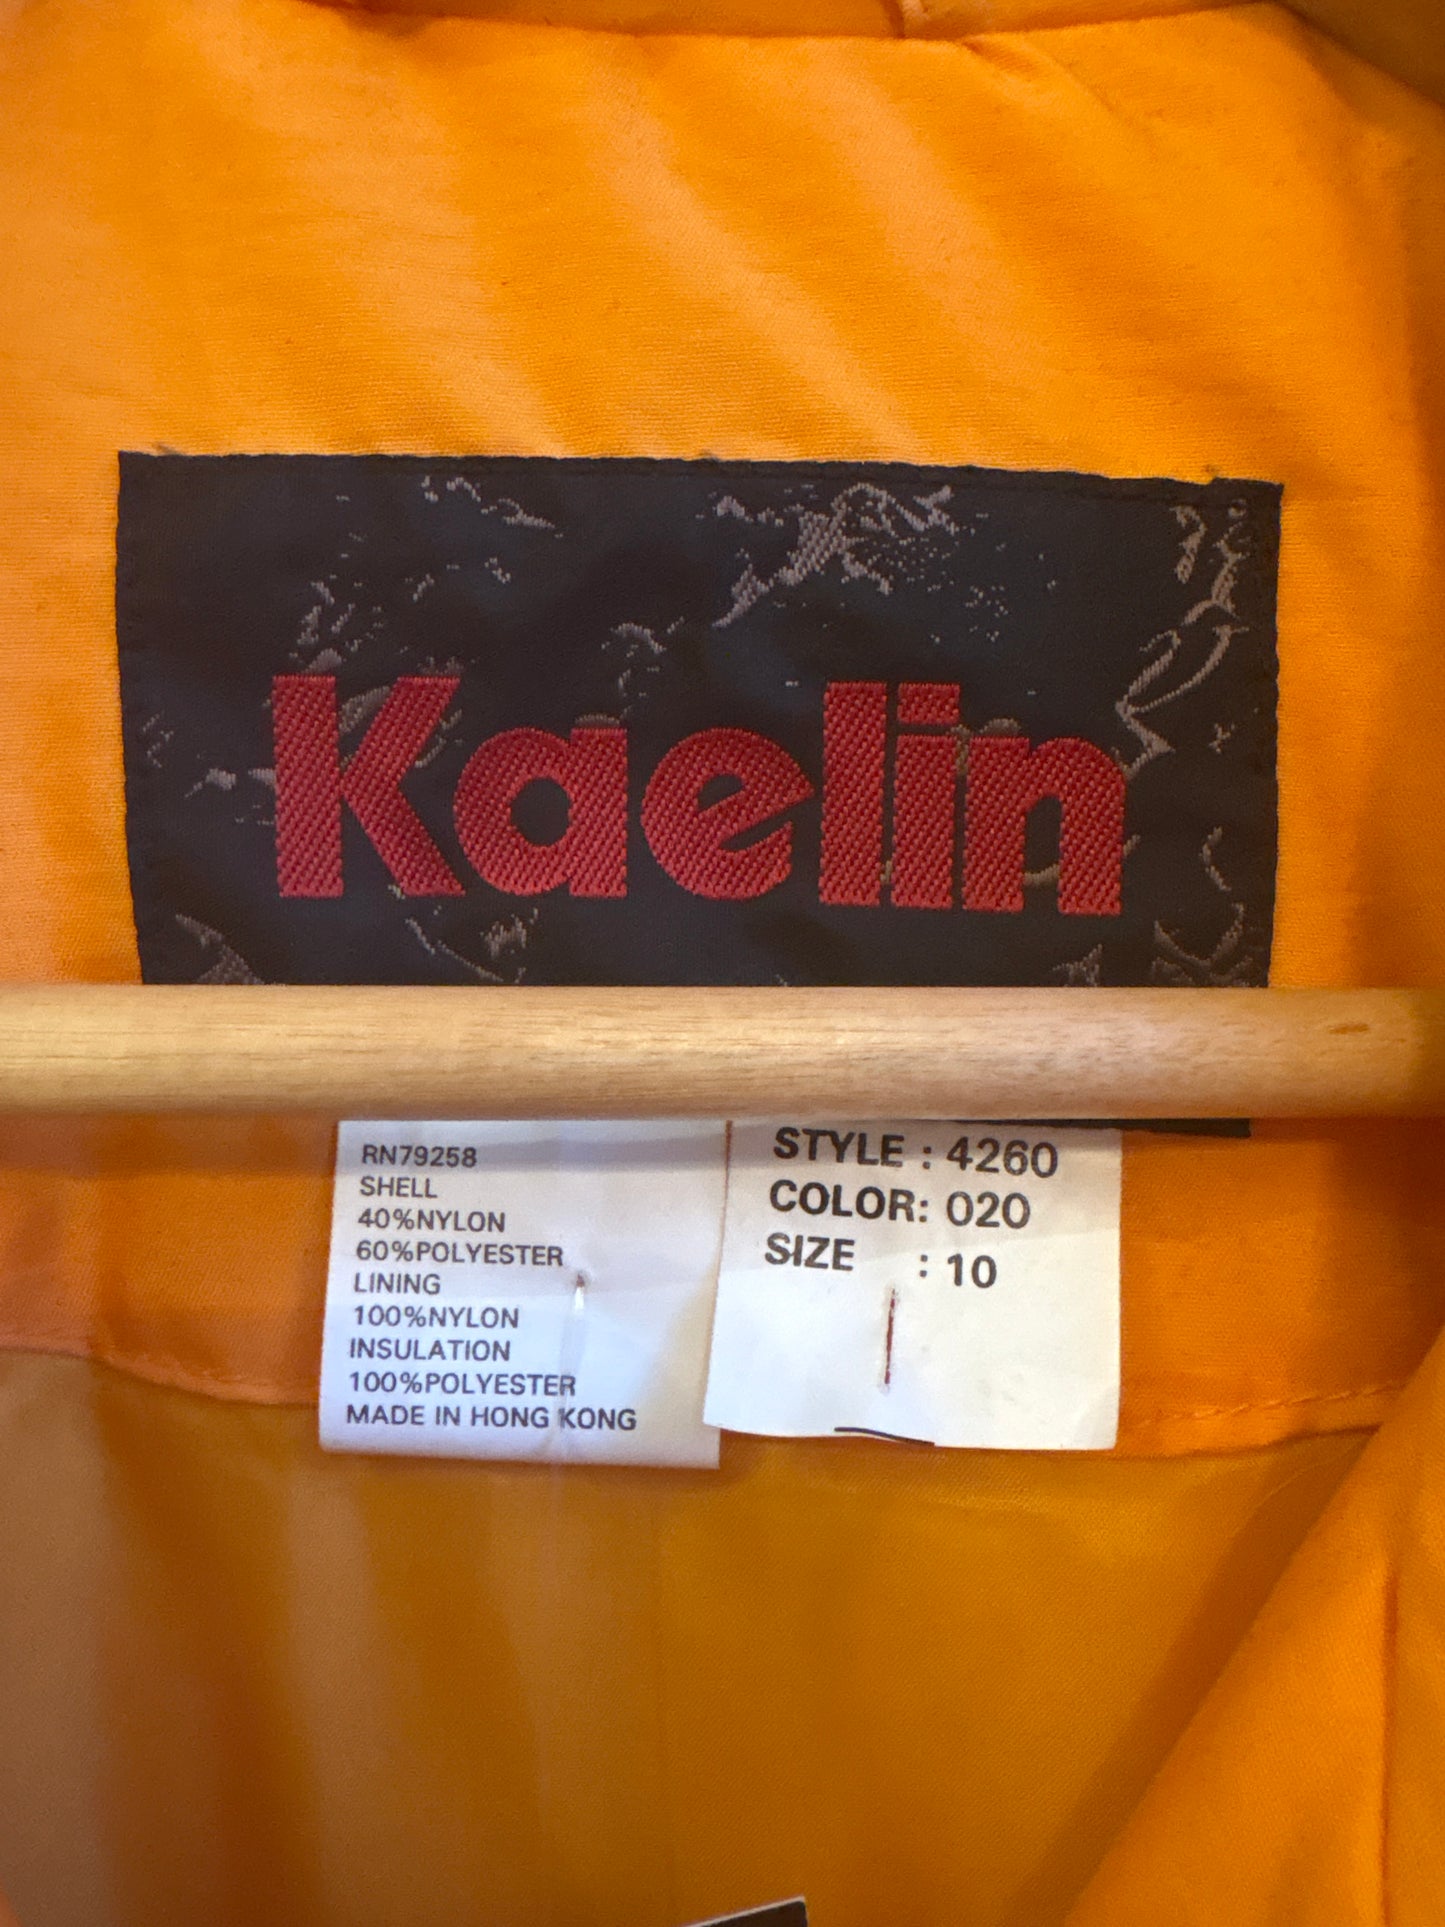 Kaelin
RN79258
SHELL
40%NYLON
60%POLYESTER
LINING
100%NYLON
INSULATION
100%POLYESTER
MADE IN HONG KONG
STYLE : 4260
COLOR: 020
SIZE : 10